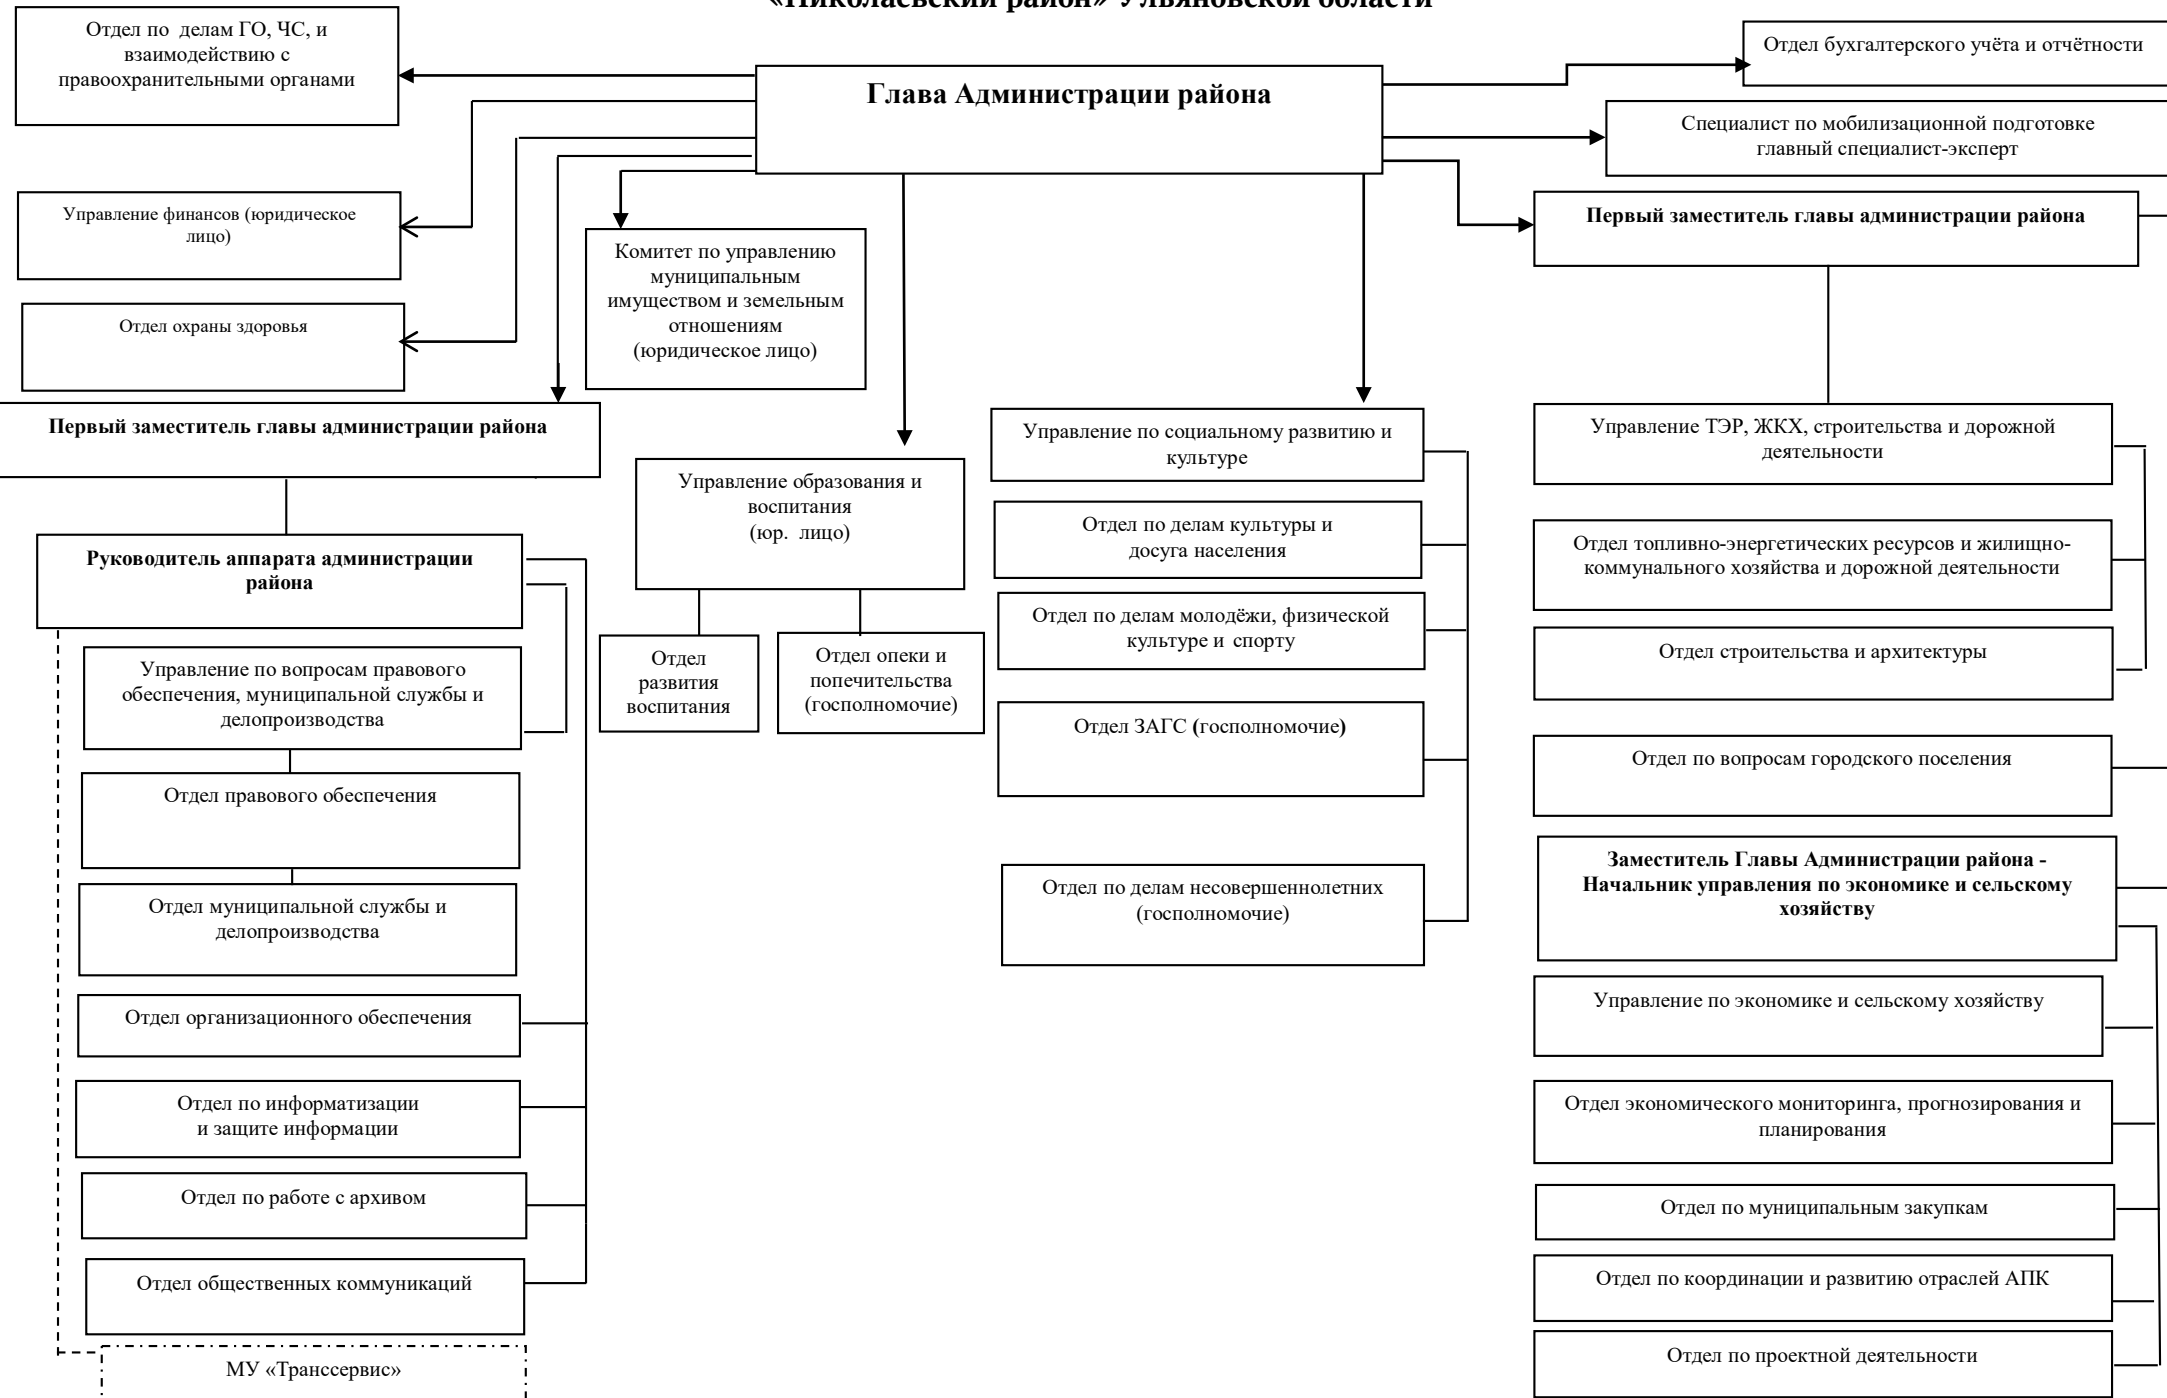 «Николаевский район» Ульяновской области
Отдел по делам ГО, ЧС, и
взаимодействию с
правоохранительными органами
Отдел бухгалтерского учёта и отчётности
Глава Администрации района
Специалист по мобилизационной подготовке
главный специалист-эксперт
Управление финансов (юридическое
лицо)
Первый заместитель главы администрации района
Комитет по управлению
муниципальным
имуществом и земельным
отношениям
(юридическое лицо)
Отдел охраны здоровья
Первый заместитель главы администрации района
Руководитель аппарата администрации
района
Управление по вопросам правового
обеспечения, муниципальной службы и
делопроизводства
Отдел правового обеспечения
Отдел муниципальной службы и
делопроизводства
Отдел организационного обеспечения
Отдел по информатизации
и защите информации
Отдел по работе с архивом
Отдел общественных коммуникаций
МУ «Транссервис»
Управление образования и
воспитания
(юр. лицо)
Отдел
развития
воспитания
Отдел опеки и
попечительства
(госполномочие)
Управление по социальному развитию и
культуре
Отдел по делам культуры и
досуга населения
Отдел по делам молодёжи, физической
культуре и спорту
Отдел ЗАГС (госполномочие)
Отдел по делам несовершеннолетних
(госполномочие)
Управление ТЭР, ЖКХ, строительства и дорожной
деятельности
Отдел топливно-энергетических ресурсов и жилищно-
коммунального хозяйства и дорожной деятельности
Отдел строительства и архитектуры
Отдел по вопросам городского поселения
Заместитель Главы Администрации района -
Начальник управления по экономике и сельскому
хозяйству
Управление по экономике и сельскому хозяйству
Отдел экономического мониторинга, прогнозирования и
планирования
Отдел по муниципальным закупкам
Отдел по координации и развитию отраслей АПК
Отдел по проектной деятельности